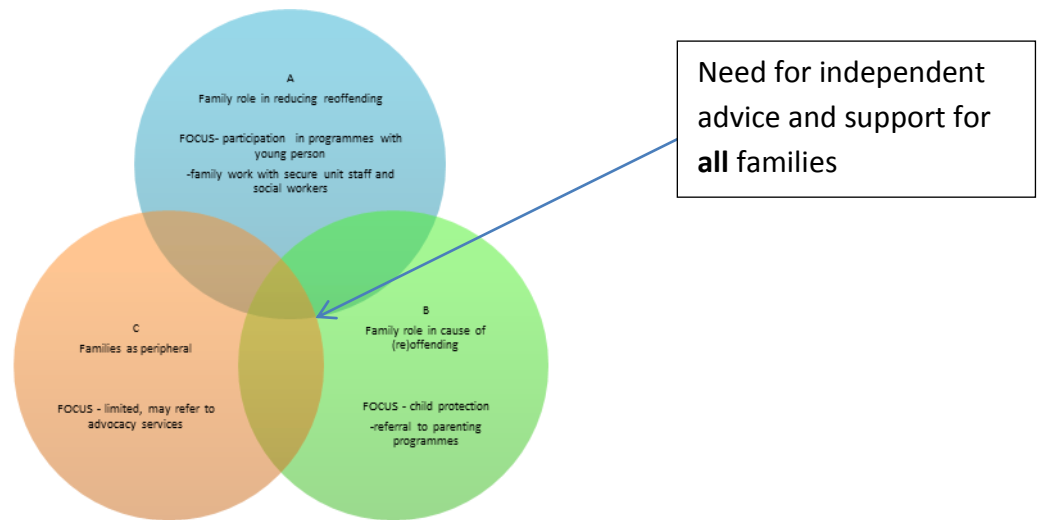 A
Family role in reducing reoffending
FOCUS- participation in programmes with
young person
-family work with secure unit staff and
social workers
Need for independent
advice and support for
all families
C
Families as peripheral
FOCUS - limited, may refer to
advocacy services
B
Family role in cause of
(re)offending
FOCUS - child protection
-referral to parenting
programmes